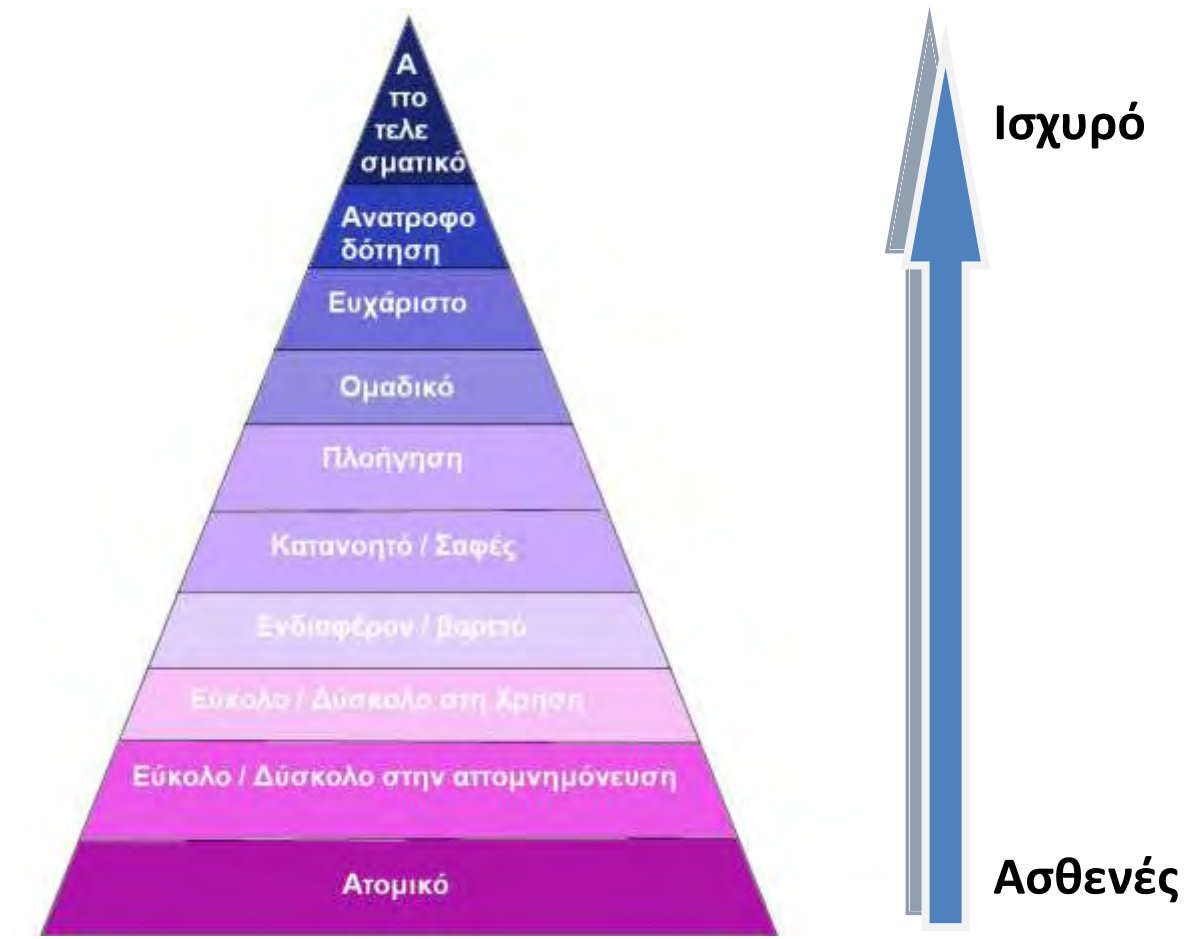 Α
πο
τελε
σματικό
Ισχυρό
Ανατροφο
δότηση
Ευχάριστο
Ομαδικό
Πλοήγηση
Κατανοητό / Σαφές
Ενδιαφέρον / βαρετό
Εύκολο / Δύσκολο στη Χρήση
Εύκολο / Δύσκολο στην απομνημόνευση
Ατομικό
Ασθενές